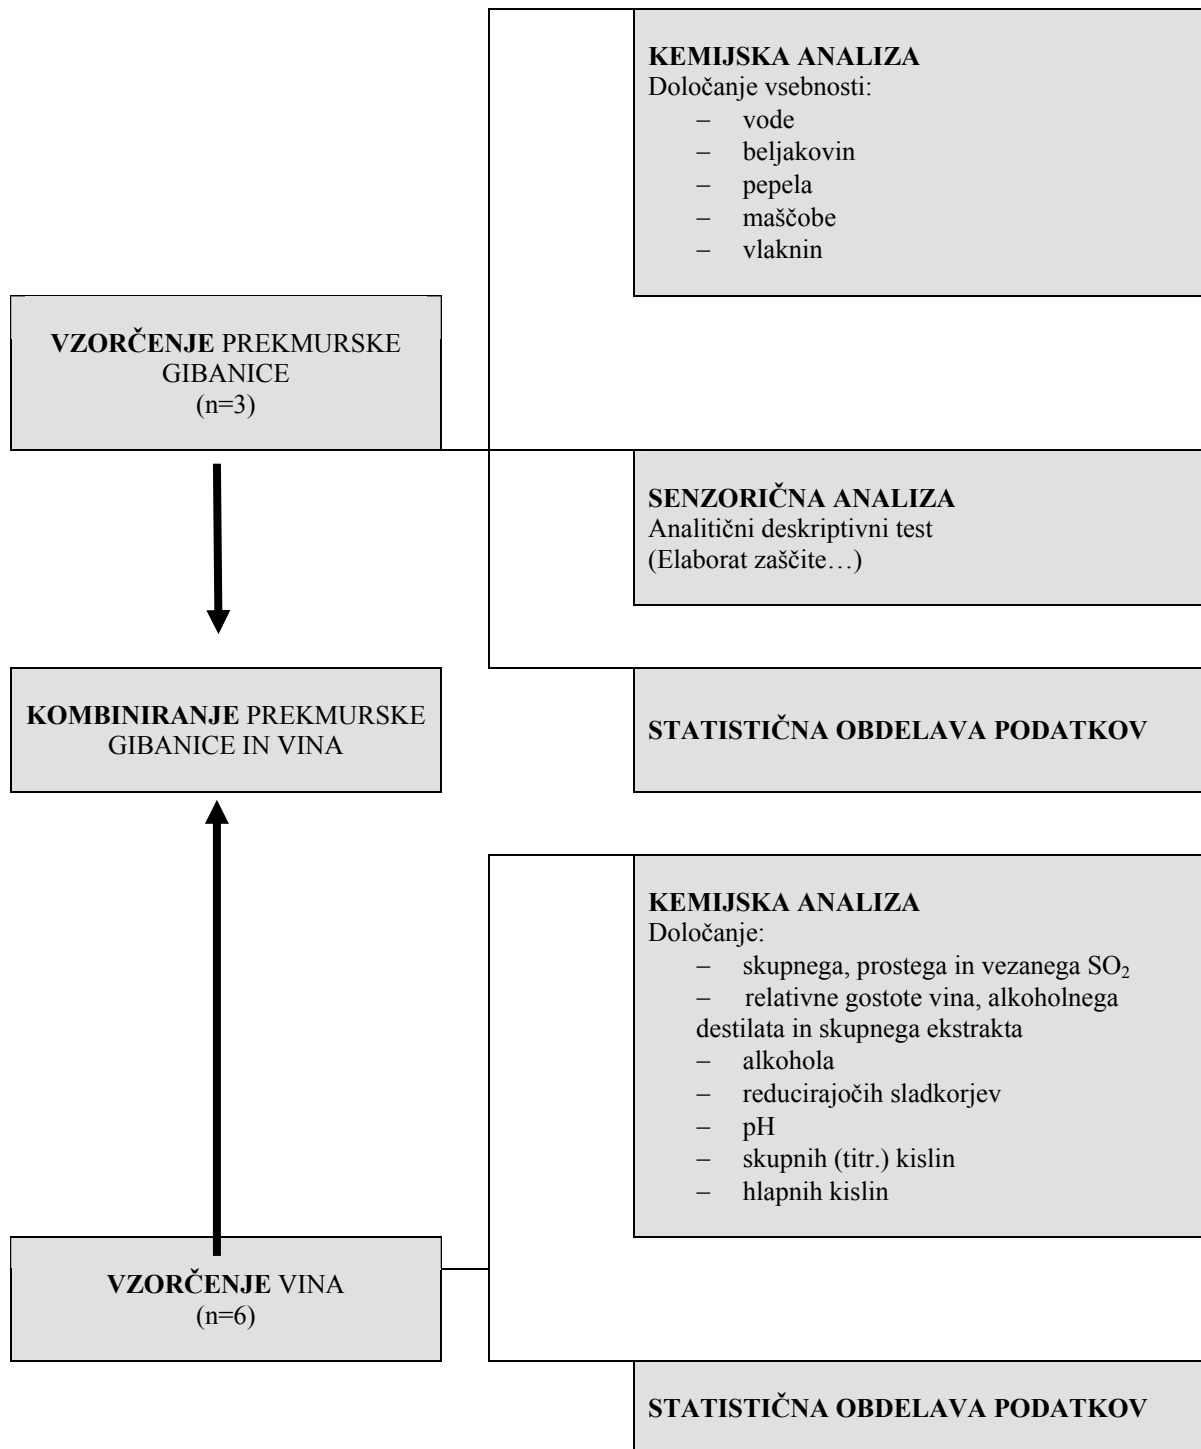 KEMIJSKA ANALIZA
Določanje vsebnosti:
– vode
– beljakovin
– pepela
– maščobe
– vlaknin
VZORČENJE PREKMURSKE
GIBANICE
(n=3)
SENZORIČNA ANALIZA
Analitični deskriptivni test
(Elaborat zaščite…)
KOMBINIRANJE PREKMURSKE
GIBANICE IN VINA
STATISTIČNA OBDELAVA PODATKOV
KEMIJSKA ANALIZA
Določanje:
– skupnega, prostega in vezanega SO₂
– relativne gostote vina, alkoholnega
destilata in skupnega ekstrakta
– alkohola
– reducirajočih sladkorjev
– pH
– skupnih (titr.) kislin
– hlapnih kislin
VZORČENJE VINA
(n=6)
STATISTIČNA OBDELAVA PODATKOV